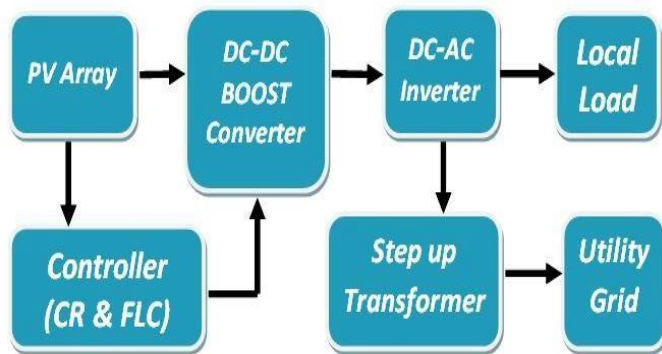 PV Array
DC-DC
BOOST
Converter
DC-AC
Inverter
Local
Load
Controller
(CR & FLC)
Step up
Transformer
Utility
Grid